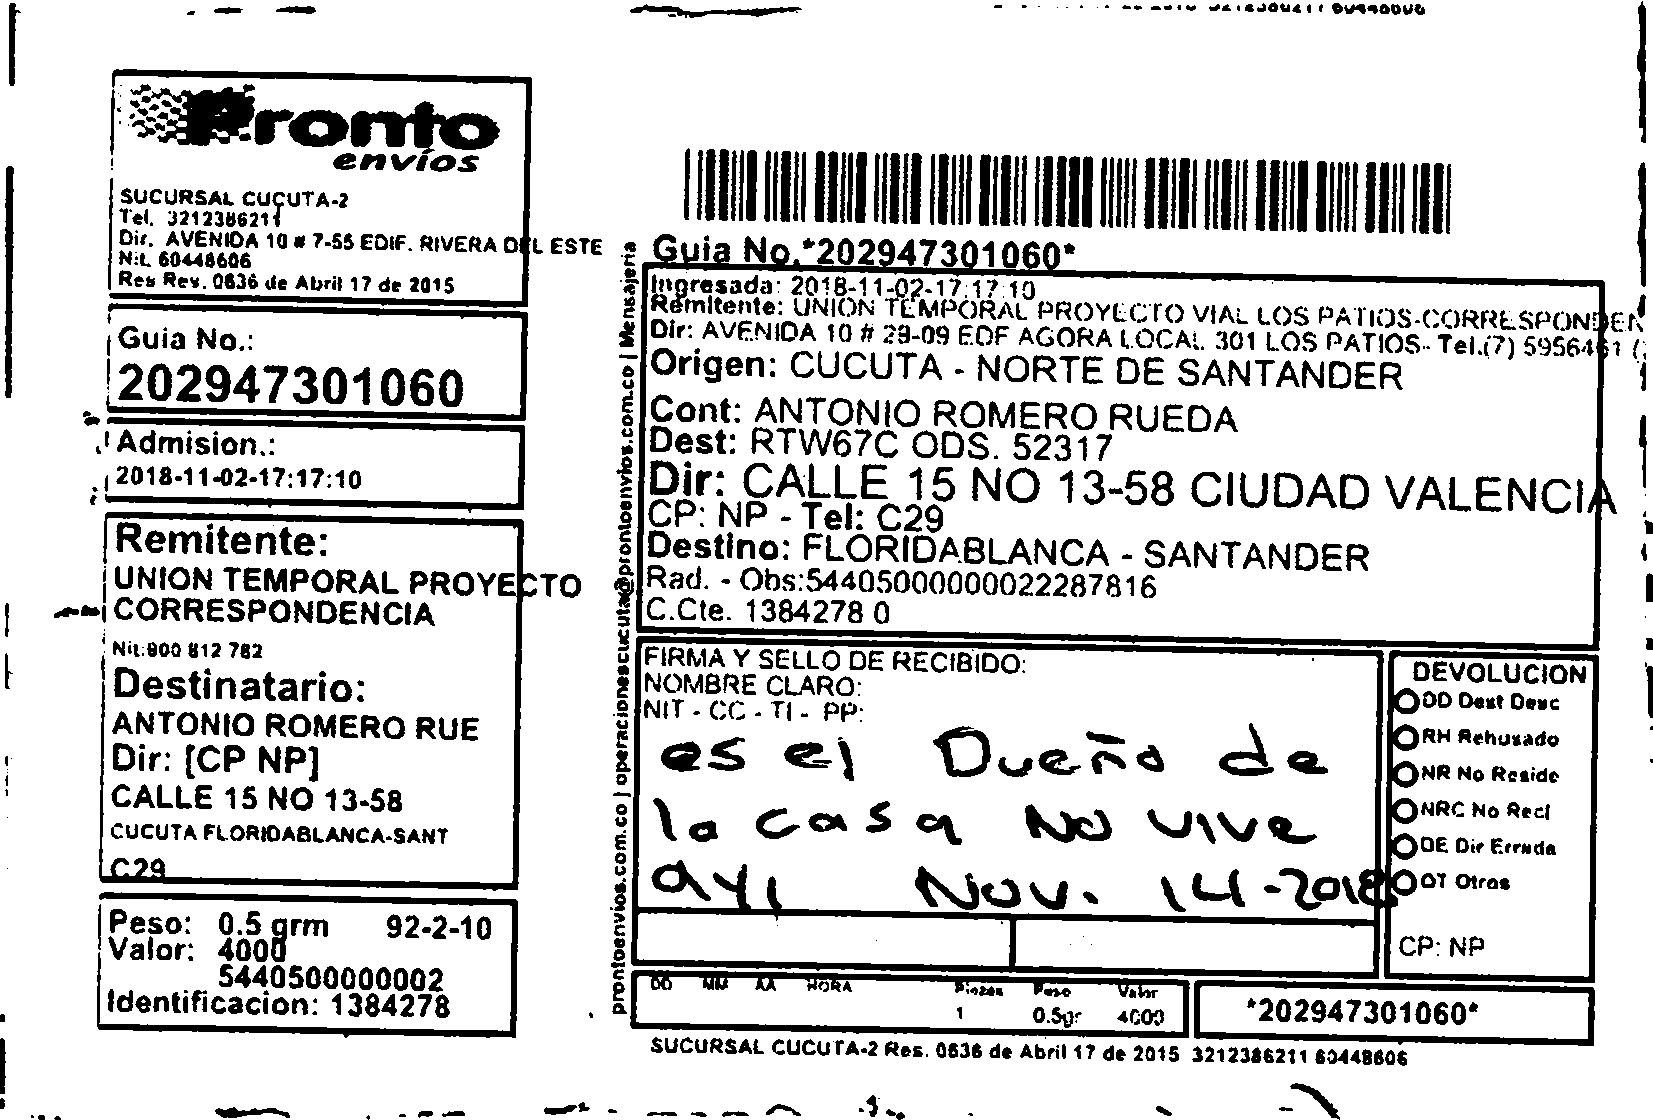 Pronto
envíos
SUCURSAL CUCUTA-2
Tel. 3212386211
Dir. AVENIDA 10 # 7-55 EDIF. RIVERA DEL ESTE
Nit. 60448606
Res Rev. 0636 de Abril 17 de 2015
Guia No.:
202947301060
Admision.:
2018-11-02-17:17:10
Remitente:
UNION TEMPORAL PROYECTO
CORRESPONDENCIA
Nit:900 812 782
Destinatario:
ANTONIO ROMERO RUE
Dir: [CP NP]
CALLE 15 NO 13-58
CUCUTA FLORIDABLANCA-SANT
C29
Peso: 0.5 grm 92-2-10
Valor: 4000
5440500000002
Identificacion: 1384278
prontoenvios.com.co | operacionescucuta@prontoenvios.com.co | Mensajeria
Guia No.*202947301060*
Ingresada: 2018-11-02-17:17:10
Remitente: UNION TEMPORAL PROYECTO VIAL LOS PATIOS-CORRESPONDEN
Dir: AVENIDA 10 # 29-09 EDF AGORA LOCAL 301 LOS PATIOS- Tel.(7) 5956461 (
Origen: CUCUTA - NORTE DE SANTANDER
Cont: ANTONIO ROMERO RUEDA
Dest: RTW67C ODS. 52317
Dir: CALLE 15 NO 13-58 CIUDAD VALENCIA
CP: NP - Tel: C29
Destino: FLORIDABLANCA - SANTANDER
Rad. - Obs:54405000000022287816
C.Cte. 1384278 0
FIRMA Y SELLO DE RECIBIDO:
NOMBRE CLARO:
NIT - CC - TI - PP:
es el Dueño de
la casa No vive
ayi Nov. 14-2018
DEVOLUCION
DD Dest Desc
RH Rehusado
NR No Reside
NRC No Recl
DE Dir Errada
OT Otros
CP: NP
DD MM AA HORA Piezas Peso Valor
1 0.5gr 4000
*202947301060*
SUCURSAL CUCUTA-2 Res. 0636 de Abril 17 de 2015 3212386211 60448606